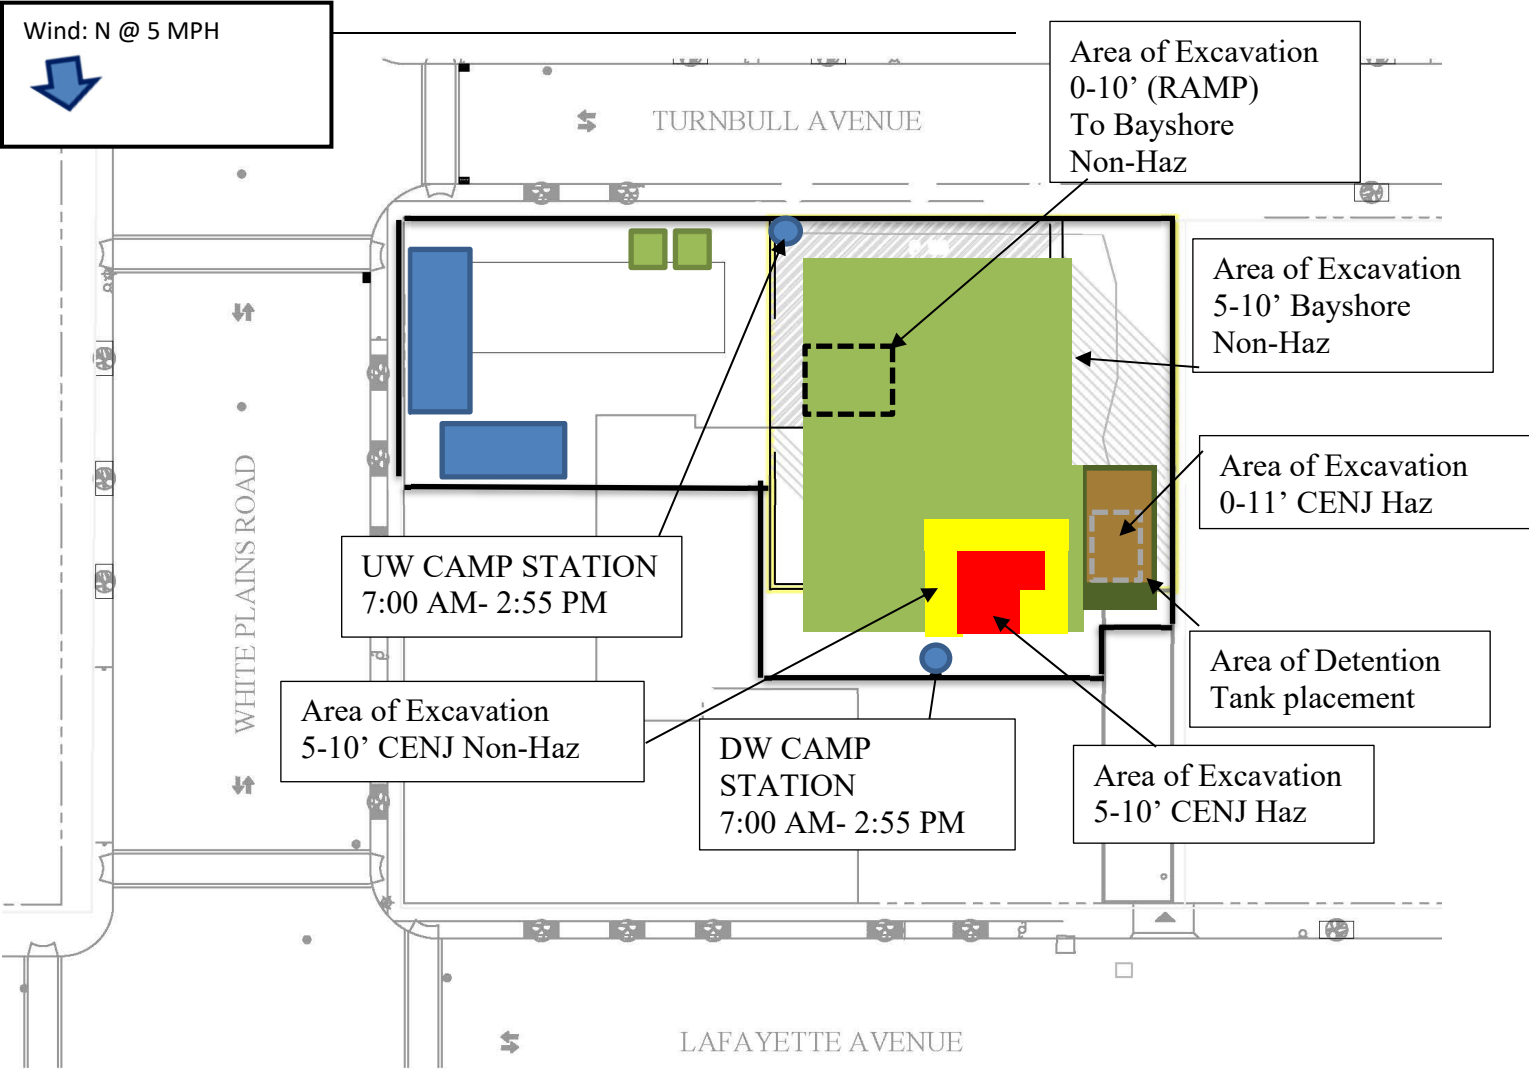 Wind: N @ 5 MPH
Area of Excavation
0-10’ (RAMP)
To Bayshore
Non-Haz
TURNBULL AVENUE
Area of Excavation
5-10’ Bayshore
Non-Haz
Area of Excavation
0-11’ CENJ Haz
WHITE PLAINS ROAD
UW CAMP STATION
7:00 AM- 2:55 PM
Area of Detention
Tank placement
Area of Excavation
5-10’ CENJ Non-Haz
DW CAMP
STATION
7:00 AM- 2:55 PM
Area of Excavation
5-10’ CENJ Haz
LAFAYETTE AVENUE